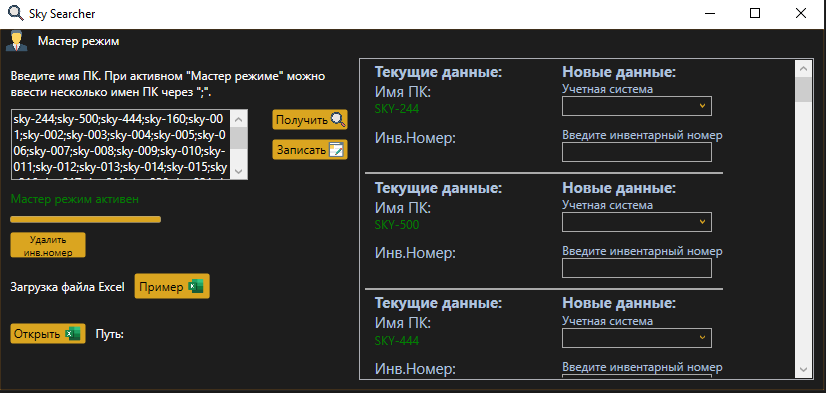 Sky Searcher
Мастер режим
Введите имя ПК. При активном "Мастер режиме" можно
ввести несколько имен ПК через ";".
sky-244;sky-500;sky-444;sky-160;sky-00
1;sky-002;sky-003;sky-004;sky-005;sky-0
06;sky-007;sky-008;sky-009;sky-010;sky-
011;sky-012;sky-013;sky-014;sky-015;sky
Получить
Записать
Мастер режим активен
Удалить
инв.номер
Загрузка файла Excel
Пример
Открыть
Путь:
Текущие данные:
Новые данные:
Имя ПК:
Учетная система
SKY-244
Инв.Номер:
Введите инвентарный номер
Текущие данные:
Новые данные:
Имя ПК:
Учетная система
SKY-500
Инв.Номер:
Введите инвентарный номер
Текущие данные:
Новые данные:
Имя ПК:
Учетная система
SKY-444
Инв.Номер:
Введите инвентарный номер